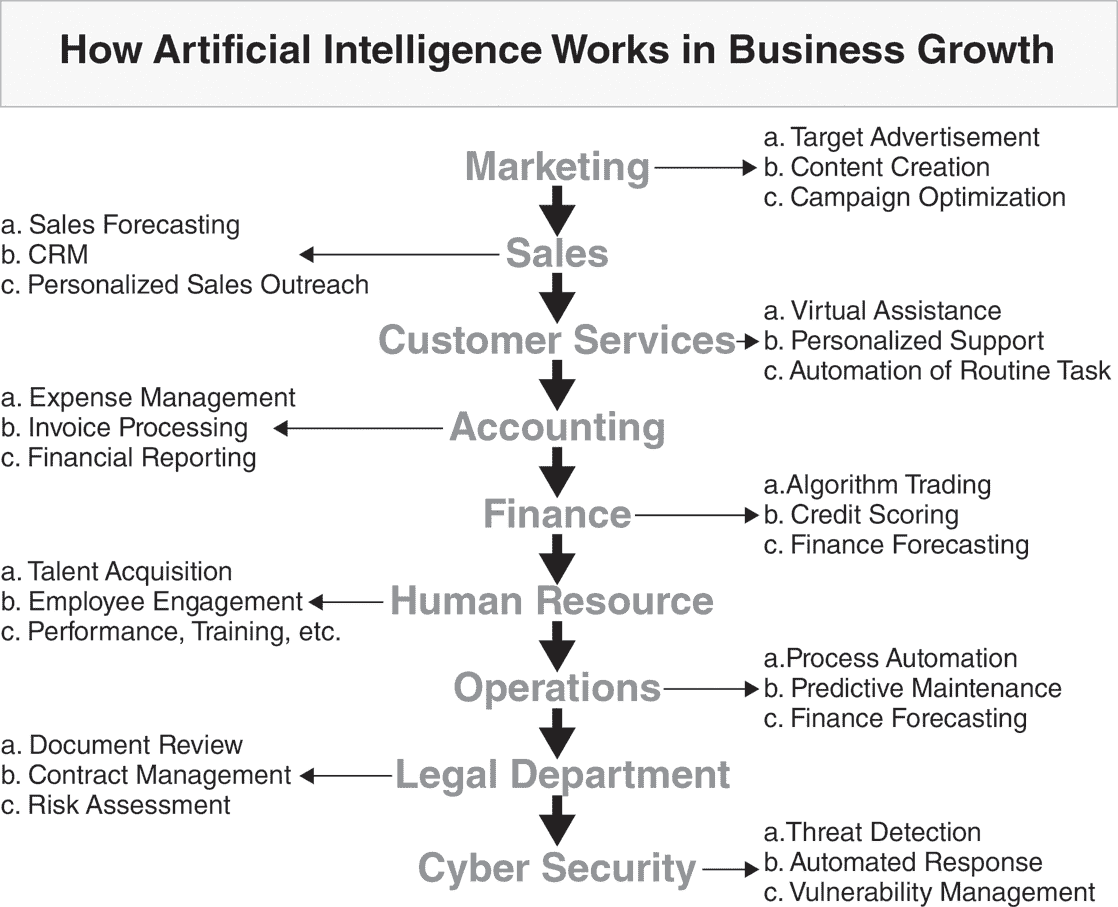 How Artificial Intelligence Works in Business Growth
Marketing
a. Target Advertisement
b. Content Creation
c. Campaign Optimization
Sales
a. Sales Forecasting
b. CRM
c. Personalized Sales Outreach
Customer Services
a. Virtual Assistance
b. Personalized Support
c. Automation of Routine Task
Accounting
a. Expense Management
b. Invoice Processing
c. Financial Reporting
Finance
a.Algorithm Trading
b. Credit Scoring
c. Finance Forecasting
Human Resource
a. Talent Acquisition
b. Employee Engagement
c. Performance, Training, etc.
Operations
a.Process Automation
b. Predictive Maintenance
c. Finance Forecasting
Legal Department
a. Document Review
b. Contract Management
c. Risk Assessment
Cyber Security
a.Threat Detection
b. Automated Response
c. Vulnerability Management